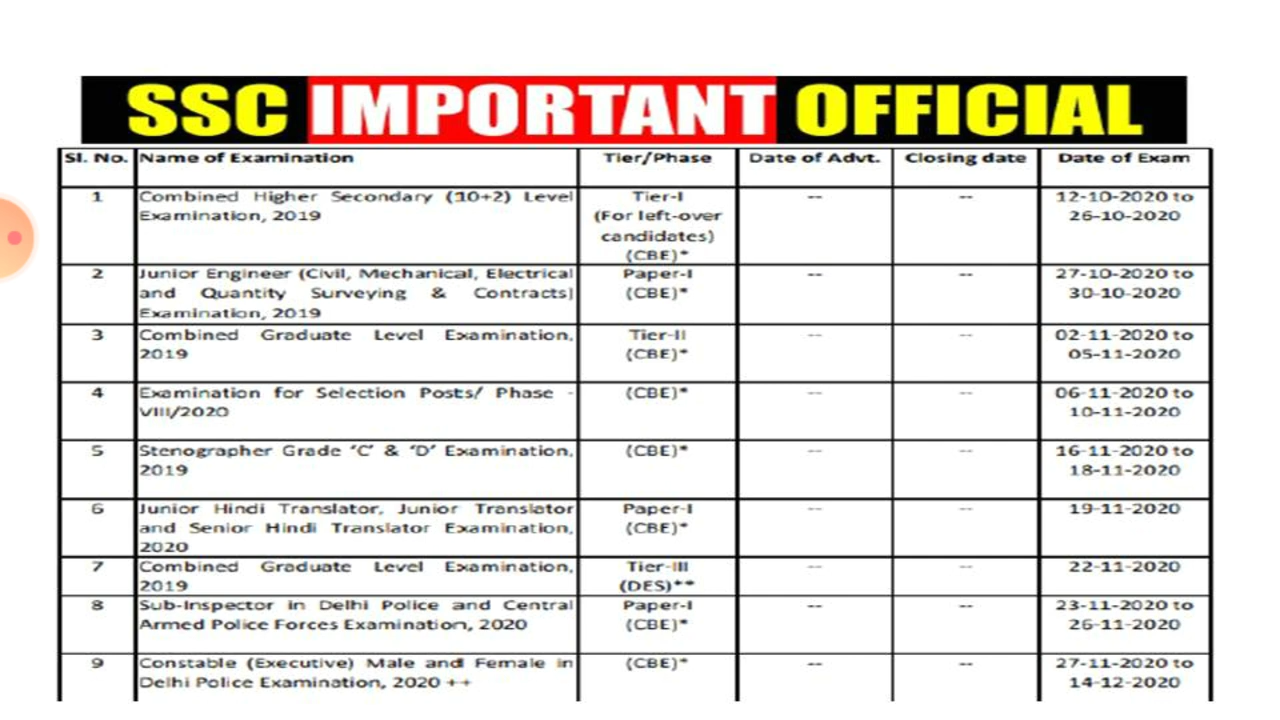 SSC IMPORTANT OFFICIAL
Sl. No. Name of Examination Tier/Phase Date of Advt. Closing date Date of Exam
1 Combined Higher Secondary (10+2) Level Tier-I -- -- 12-10-2020 to
Examination, 2019 (For left-over 26-10-2020
candidates)
(CBE)*
2 Junior Engineer (Civil, Mechanical, Electrical Paper-I -- -- 27-10-2020 to
and Quantity Surveying & Contracts) (CBE)* 30-10-2020
Examination, 2019
3 Combined Graduate Level Examination, Tier-II -- -- 02-11-2020 to
2019 (CBE)* 05-11-2020
4 Examination for Selection Posts/ Phase - (CBE)* -- -- 06-11-2020 to
VIII/2020 10-11-2020
5 Stenographer Grade ‘C’ & ‘D’ Examination, (CBE)* -- -- 16-11-2020 to
2019 18-11-2020
6 Junior Hindi Translator, Junior Translator Paper-I -- -- 19-11-2020
and Senior Hindi Translator Examination, (CBE)*
2020
7 Combined Graduate Level Examination, Tier-III -- -- 22-11-2020
2019 (DES)**
8 Sub-Inspector in Delhi Police and Central Paper-I -- -- 23-11-2020 to
Armed Police Forces Examination, 2020 (CBE)* 26-11-2020
9 Constable (Executive) Male and Female in (CBE)* -- -- 27-11-2020 to
Delhi Police Examination, 2020 ++ 14-12-2020